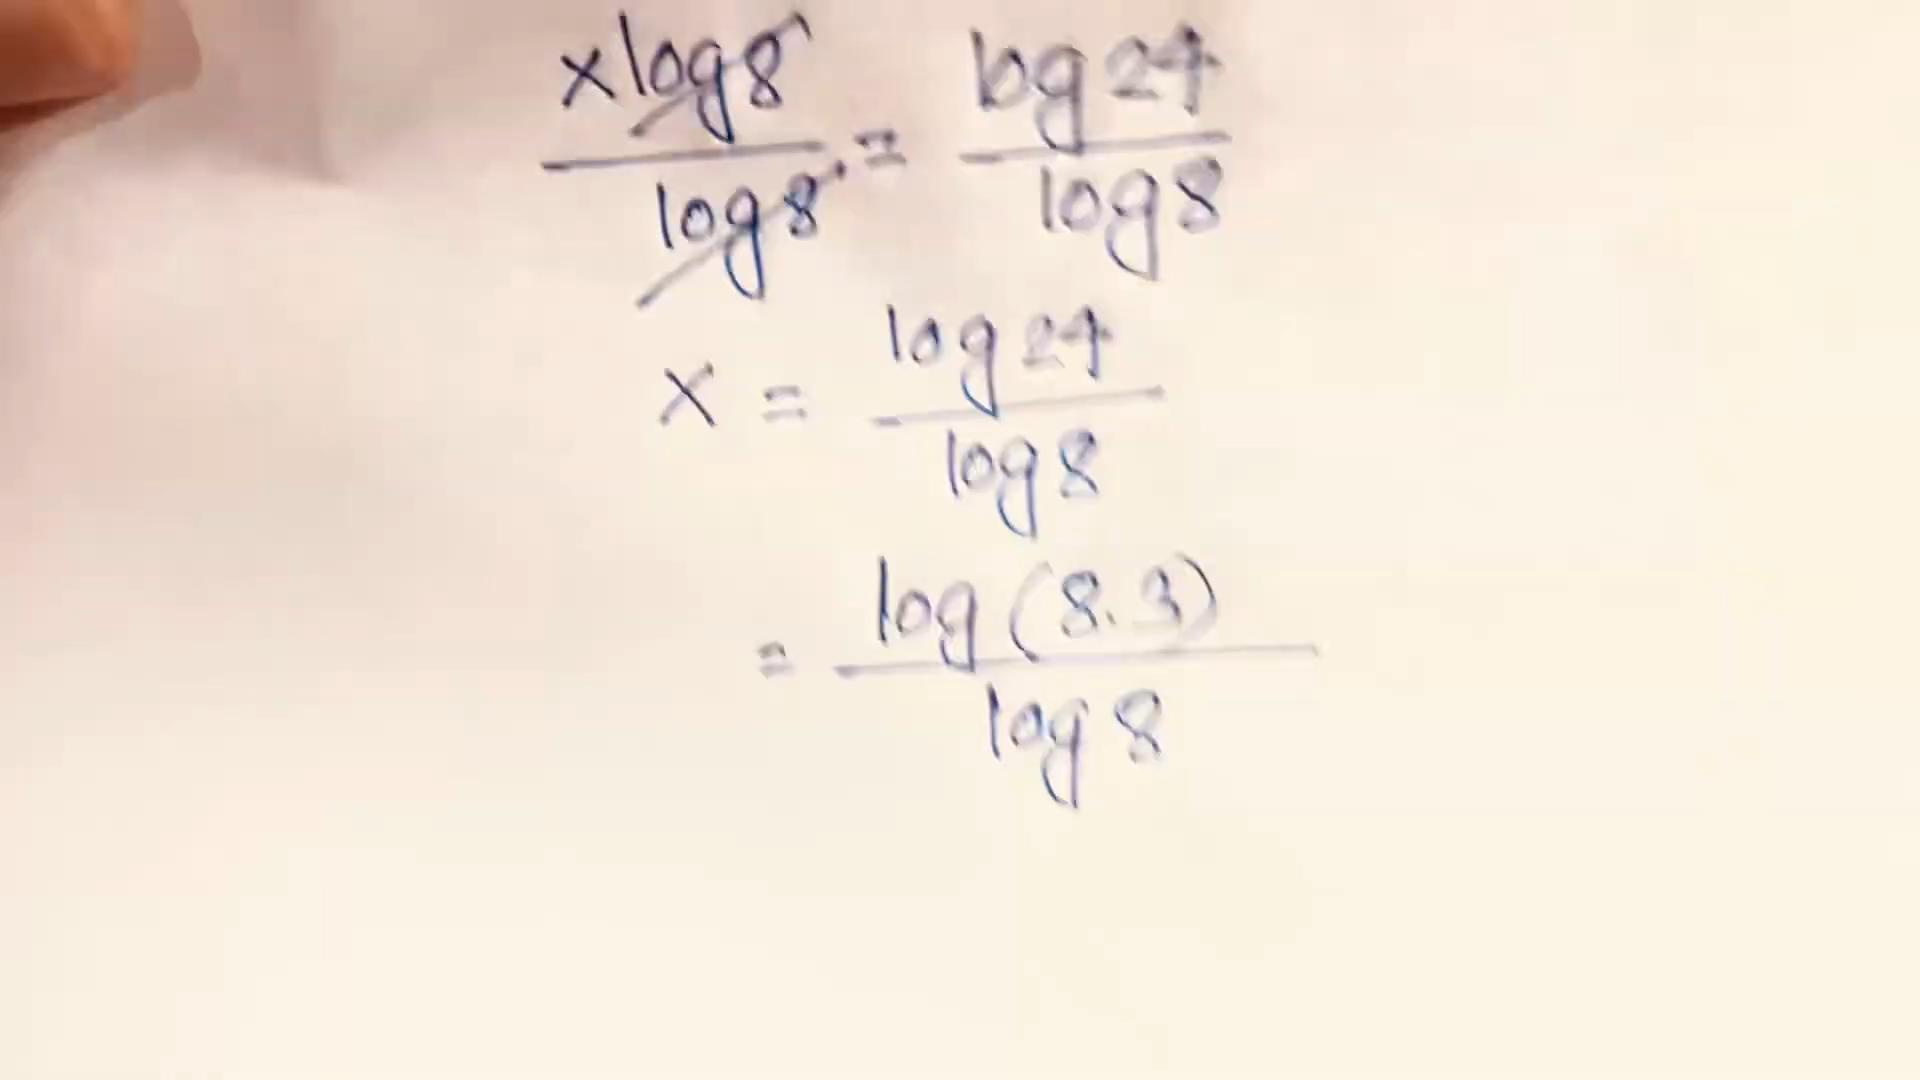 x log 8 / log 8 = log 24 / log 8
x = log 24 / log 8
= log (8.3) / log 8